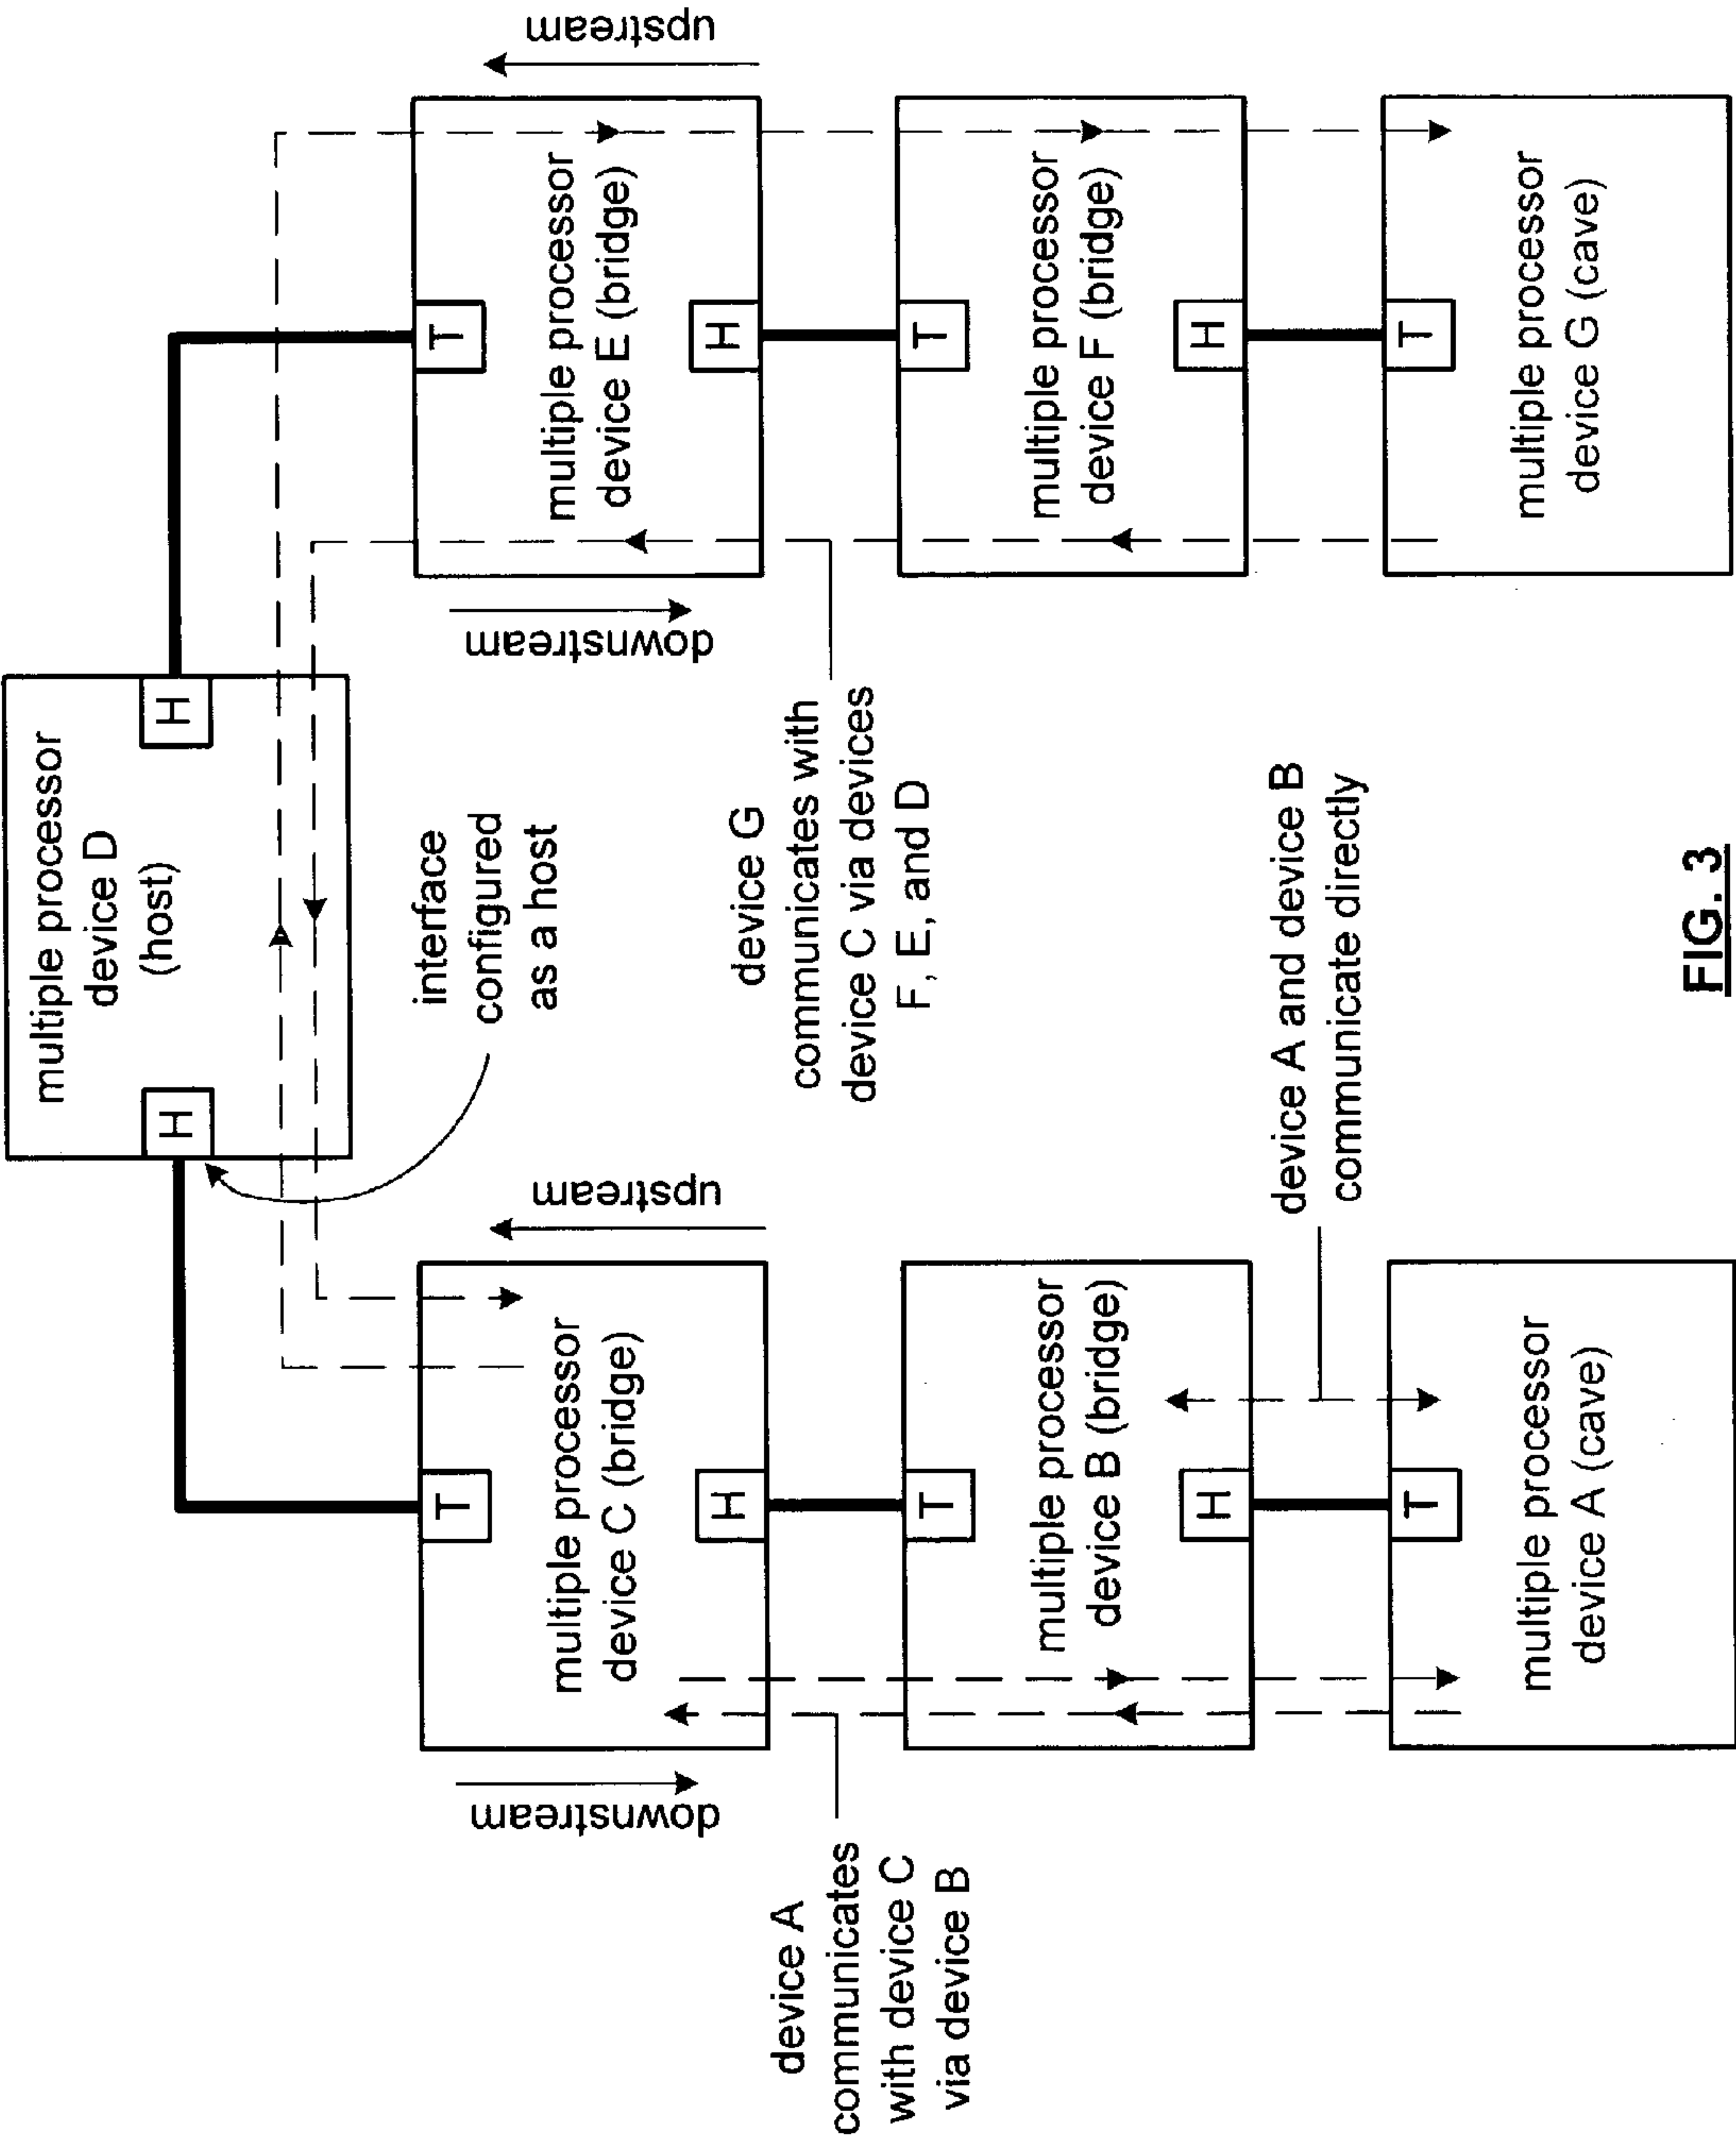 multiple processor
device D
(host)
H
H
interface
configured
as a host
upstream
downstream
T
multiple processor
device C (bridge)
H
T
multiple processor
device B (bridge)
H
T
multiple processor
device A (cave)
device A
communicates
with device C
via device B
device A and device B
communicate directly
device G
communicates with
device C via devices
F, E, and D
upstream
downstream
T
multiple processor
device E (bridge)
H
T
multiple processor
device F (bridge)
H
T
multiple processor
device G (cave)
FIG. 3